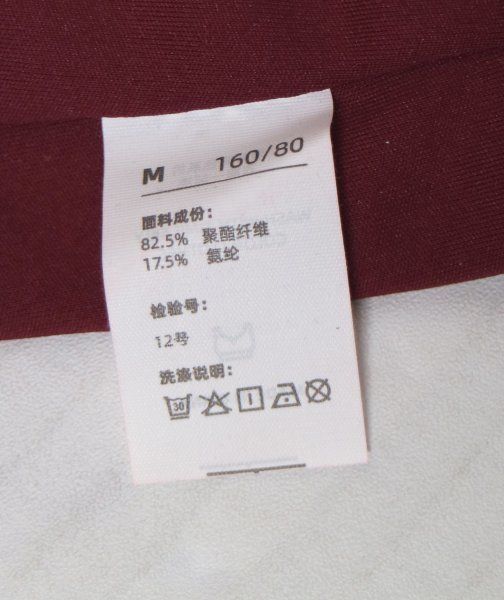 M 160/80
面料成份:
82.5% 聚酯纤维
17.5% 氨纶
检验号:
12号
洗涤说明:
30